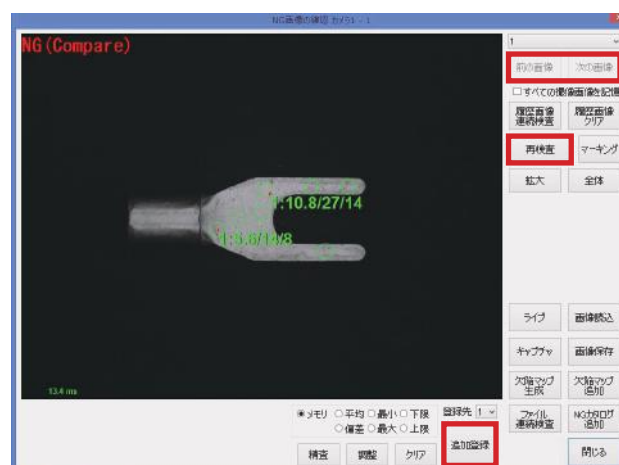 NG画像の確認 カメラ1 - 1
NG(Compare)
1:10.8/27/14
1:5.6/14/8
13.4 ms
1
前の画像
次の画像
すべての撮像画像を記憶
履歴画像
連続検査
履歴画像
クリア
再検査
マーキング
拡大
全体
ライブ
画像読込
キャプチャ
画像保存
欠陥マップ
生成
欠陥マップ
追加
ファイル
連続検査
NGカタログ
追加
閉じる
メモリ 平均 最小 下限
偏差 最大 上限
登録先 1
精査
調整
クリア
追加登録